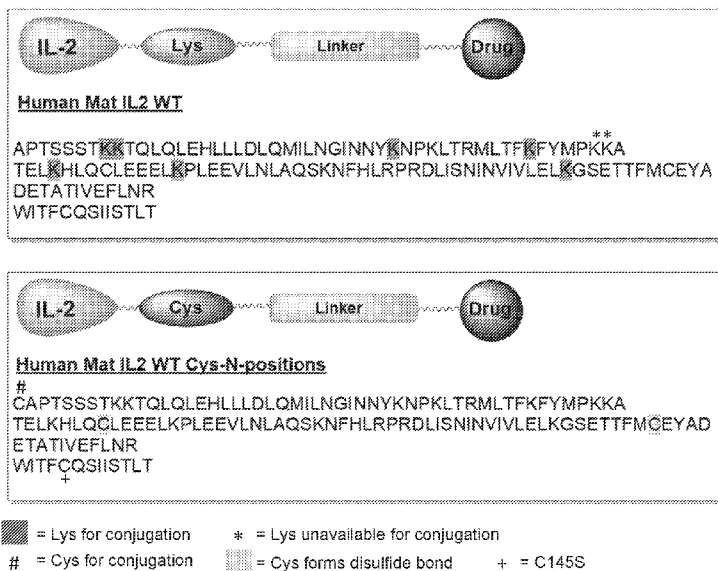 IL-2 Lys Linker Drug
Human Mat IL2 WT
**
APTSSSTKKTQLQLEHLLLDLQMILNGINNYKNPKLTRMLTFKFYMPKKA
TELKHLQCLEEELKPLEEVLNLAQSKNFHLRPRDLISNINVIVLELKGSETTFMCEYA
DETATIVEFLNR
WITFCQSIISTLT
IL-2 Cys Linker Drug
Human Mat IL2 WT Cys-N-positions
#
CAPTSSSTKKTQLQLEHLLLDLQMILNGINNYKNPKLTRMLTFKFYMPKKA
TELKHLQCLEEELKPLEEVLNLAQSKNFHLRPRDLISNINVIVLELKGSETTFMCEYAD
ETATIVEFLNR
WITFCQSIISTLT
+
= Lys for conjugation * = Lys unavailable for conjugation
# = Cys for conjugation = Cys forms disulfide bond + = C145S